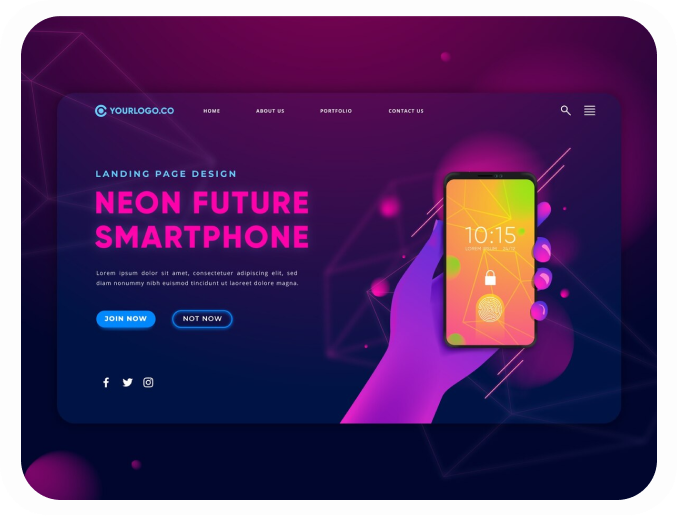 YOURLOGO.CO
HOME
ABOUT US
PORTFOLIO
CONTACT US
LANDING PAGE DESIGN
NEON FUTURE
SMARTPHONE
Lorem ipsum dolor sit amet, consectetuer adipiscing elit, sed
diam nonummy nibh euismod tincidunt ut laoreet dolore magna.
JOIN NOW
NOT NOW
10:15